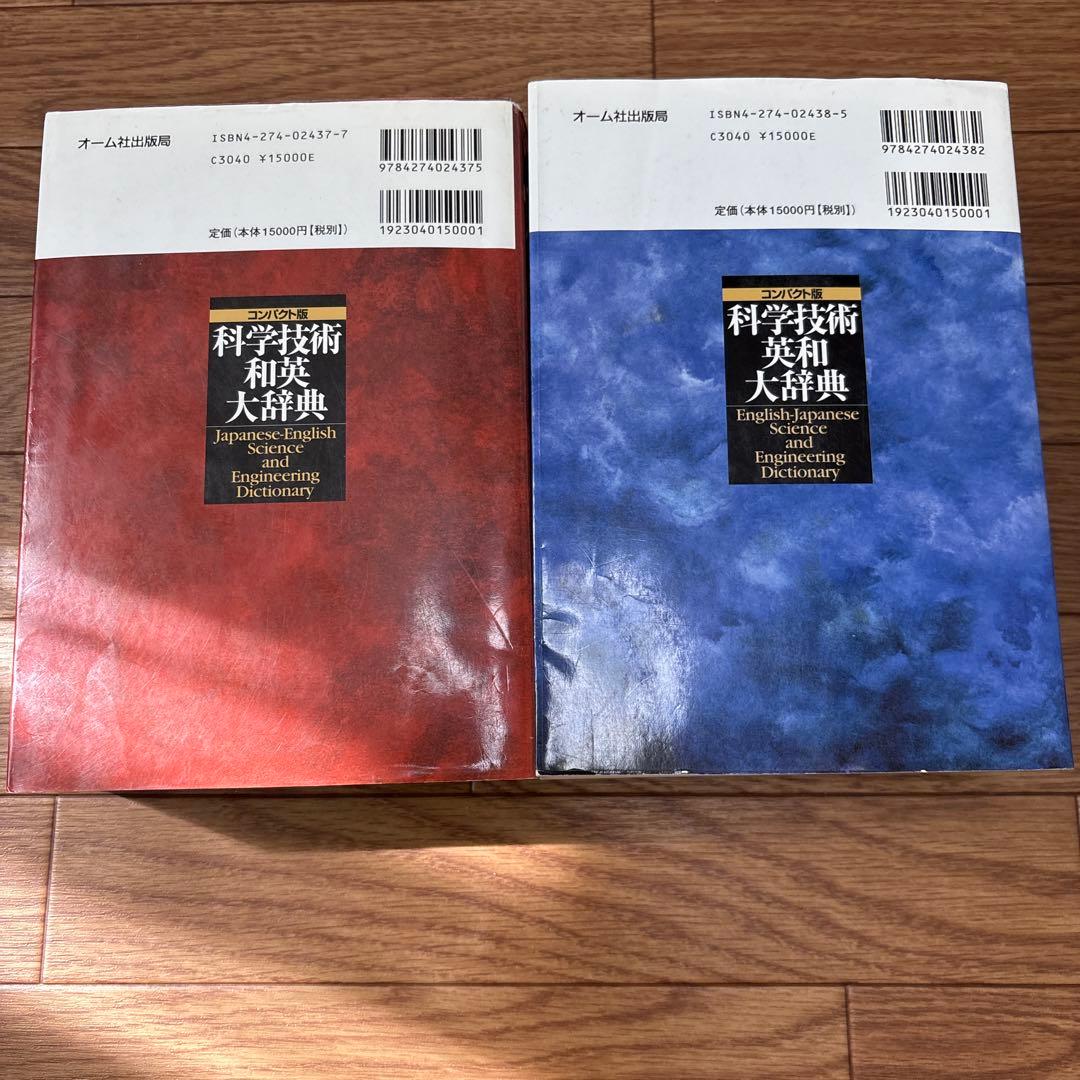 オーム社出版局
ISBN4-274-02437-7
C3040 ¥15000E
9784274024375
定価(本体15000円【税別】)
1923040150001
コンパクト版
科学技術
和英
大辞典
Japanese-English
Science
and
Engineering
Dictionary
オーム社出版局
ISBN4-274-02438-5
C3040 ¥15000E
9784274024382
定価(本体15000円【税別】)
1923040150001
コンパクト版
科学技術
英和
大辞典
English-Japanese
Science
and
Engineering
Dictionary